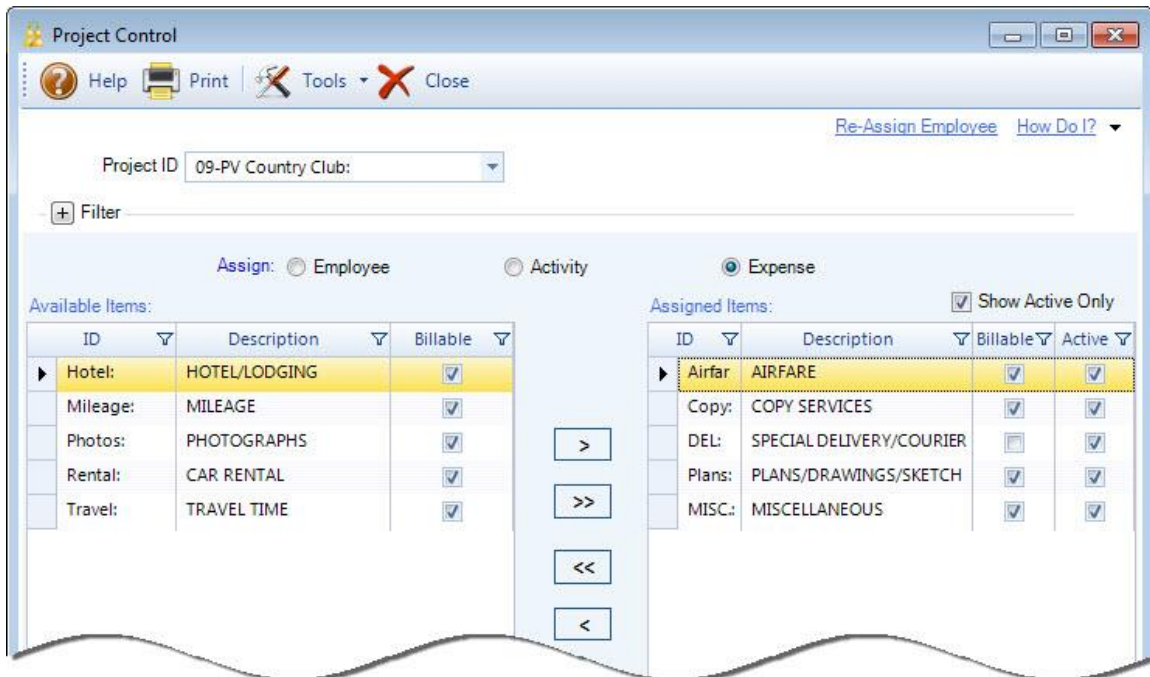 Project Control
Help Print Tools Close
Re-Assign Employee How Do I?
Project ID 09-PV Country Club:
+ Filter
Assign: Employee Activity Expense
Available Items: Assigned Items: Show Active Only
ID Description Billable ID Description Billable Active
Hotel: HOTEL/LODGING Airfar AIRFARE
Mileage: MILEAGE Copy: COPY SERVICES
Photos: PHOTOGRAPHS > DEL: SPECIAL DELIVERY/COURIER
Rental: CAR RENTAL Plans: PLANS/DRAWINGS/SKETCH
Travel: TRAVEL TIME >> MISC.: MISCELLANEOUS
<<
<